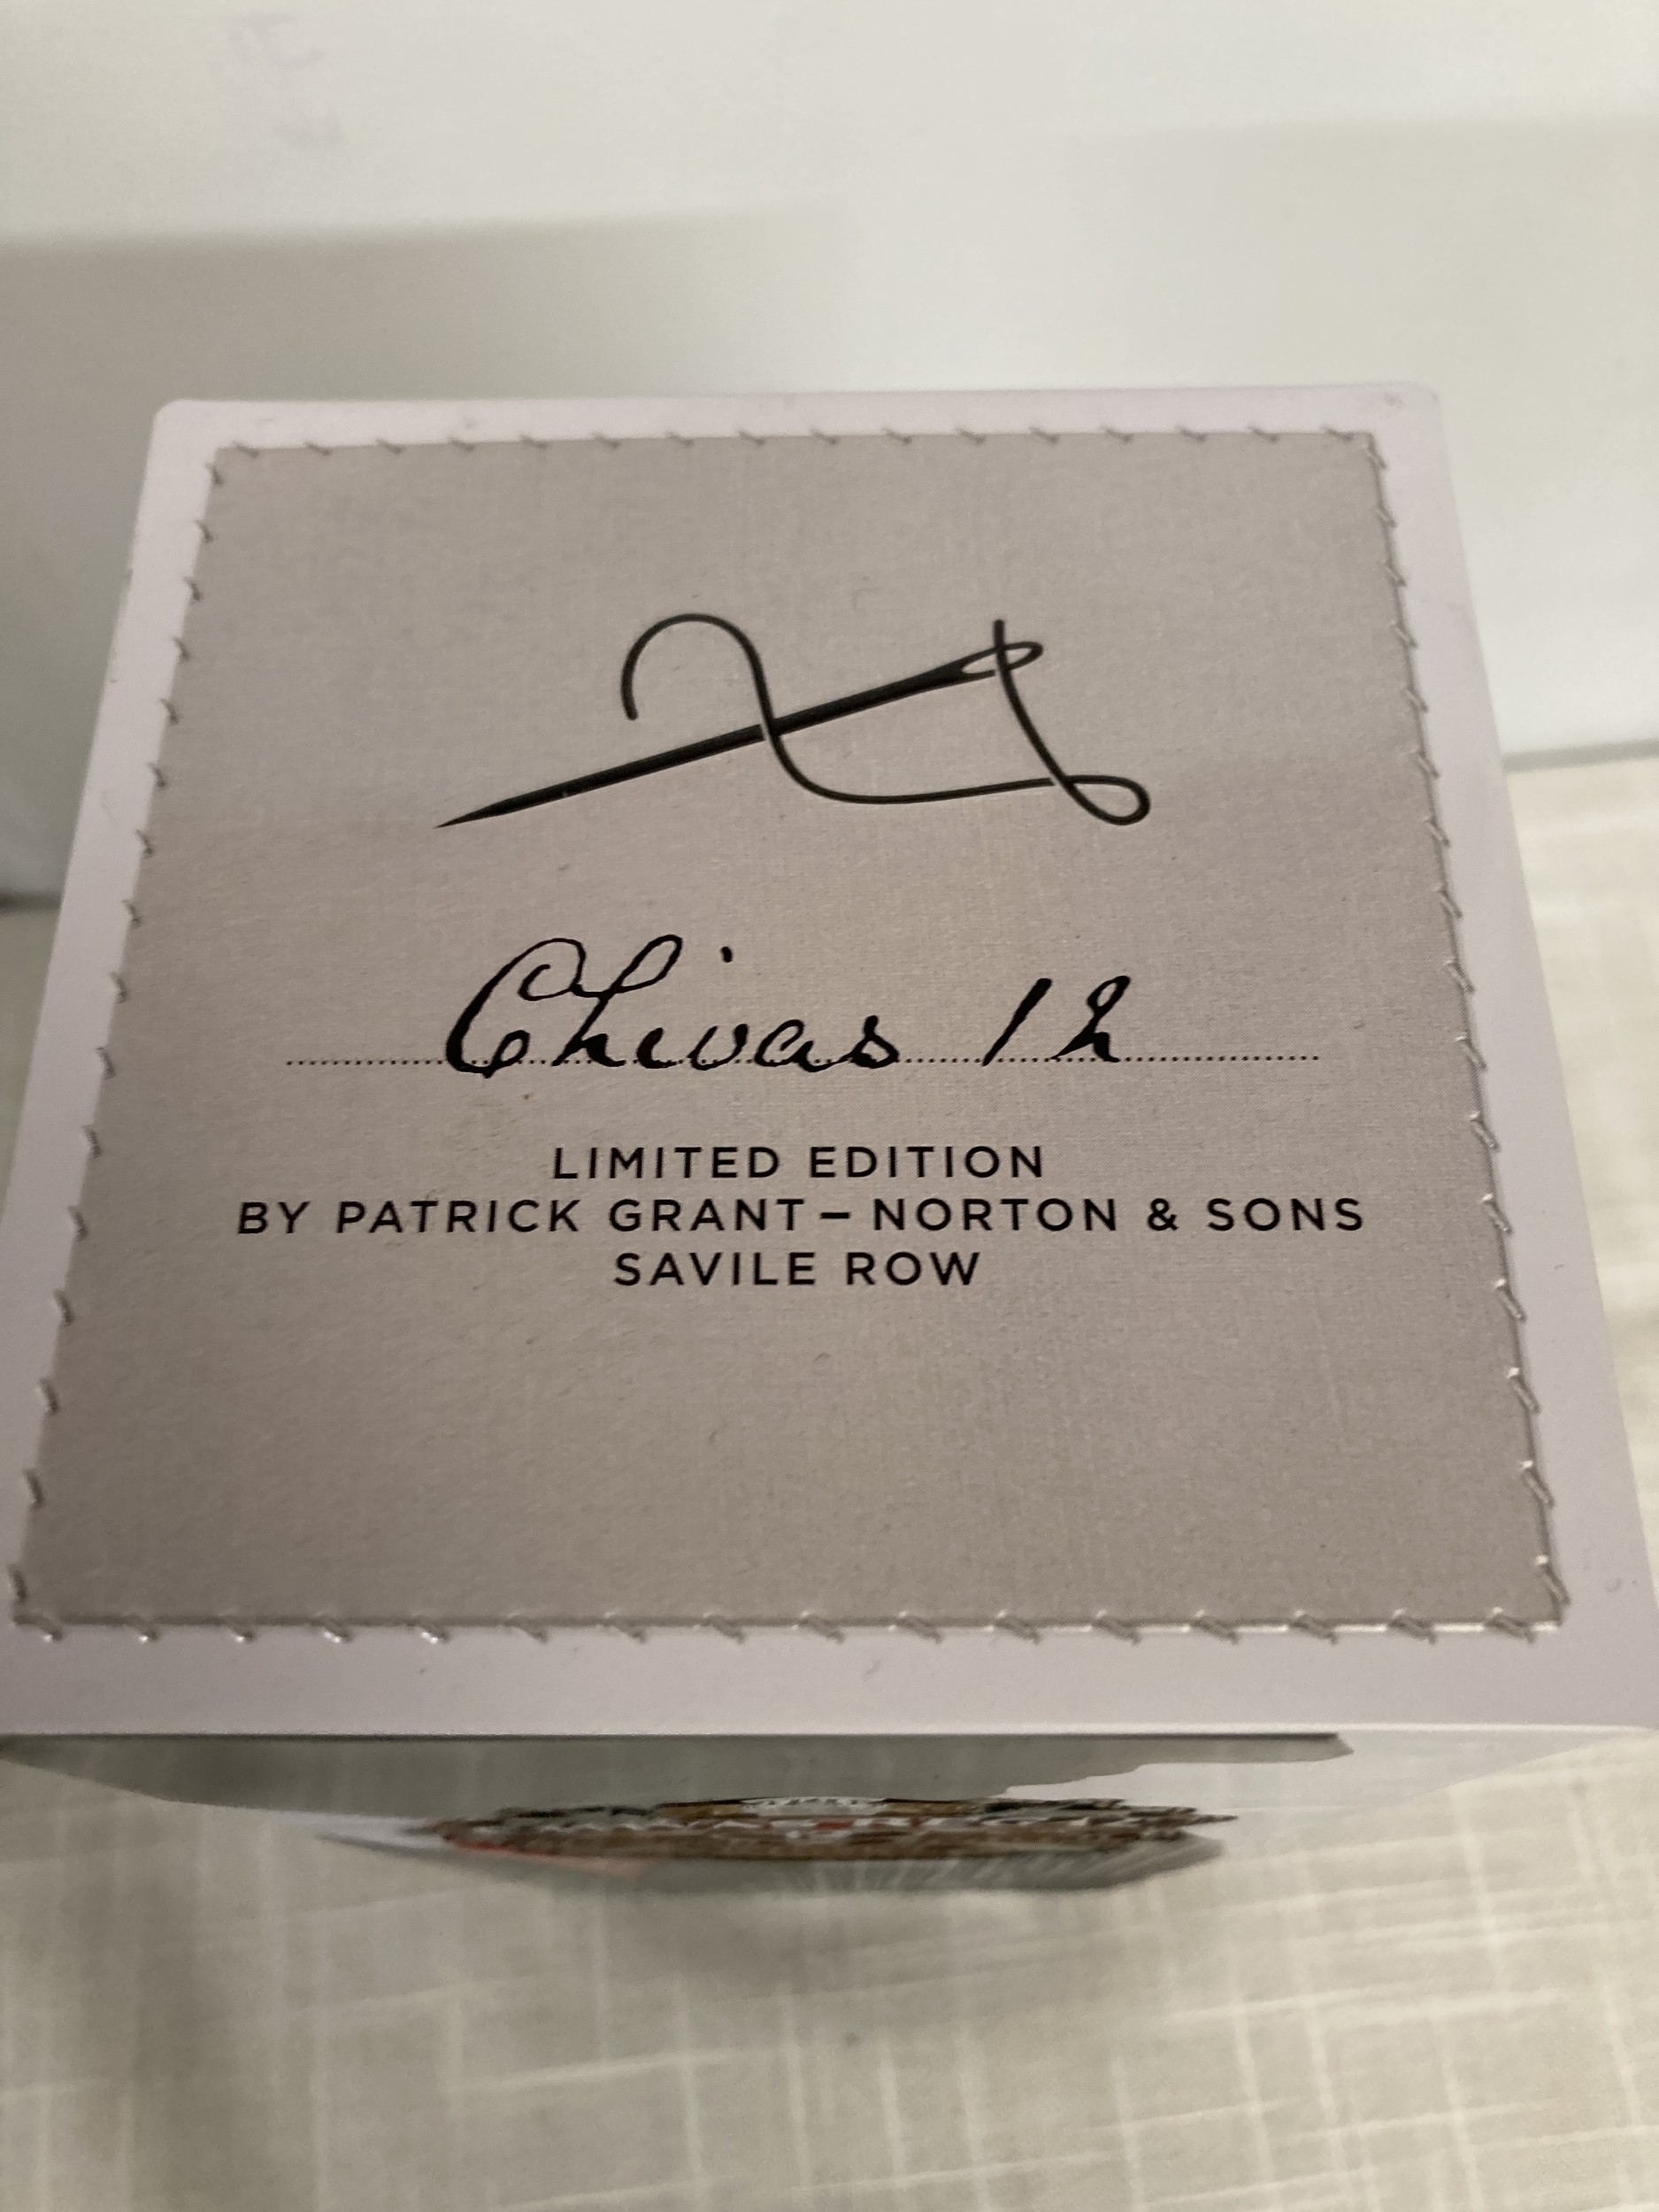 Chivas 12
LIMITED EDITION
BY PATRICK GRANT – NORTON & SONS
SAVILE ROW